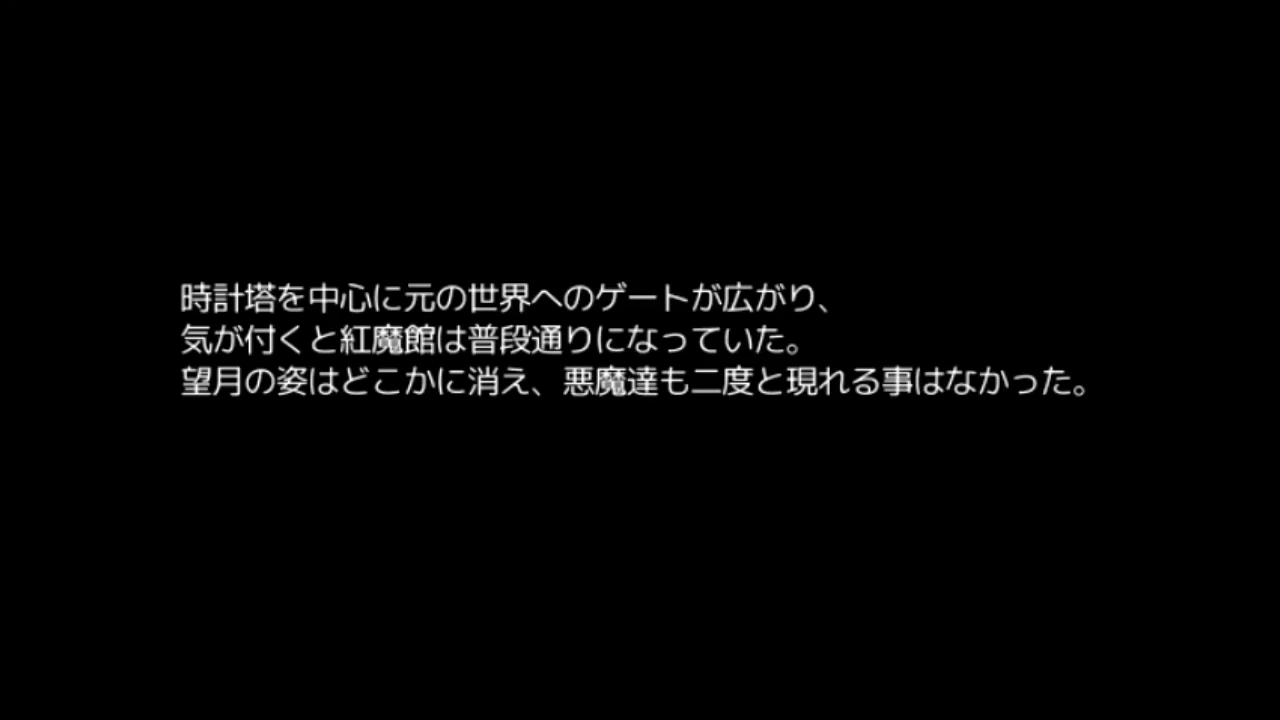 時計塔を中心に元の世界へのゲートが広がり、
気が付くと紅魔館は普段通りになっていた。
望月の姿はどこかに消え、悪魔達も二度と現れる事はなかった。